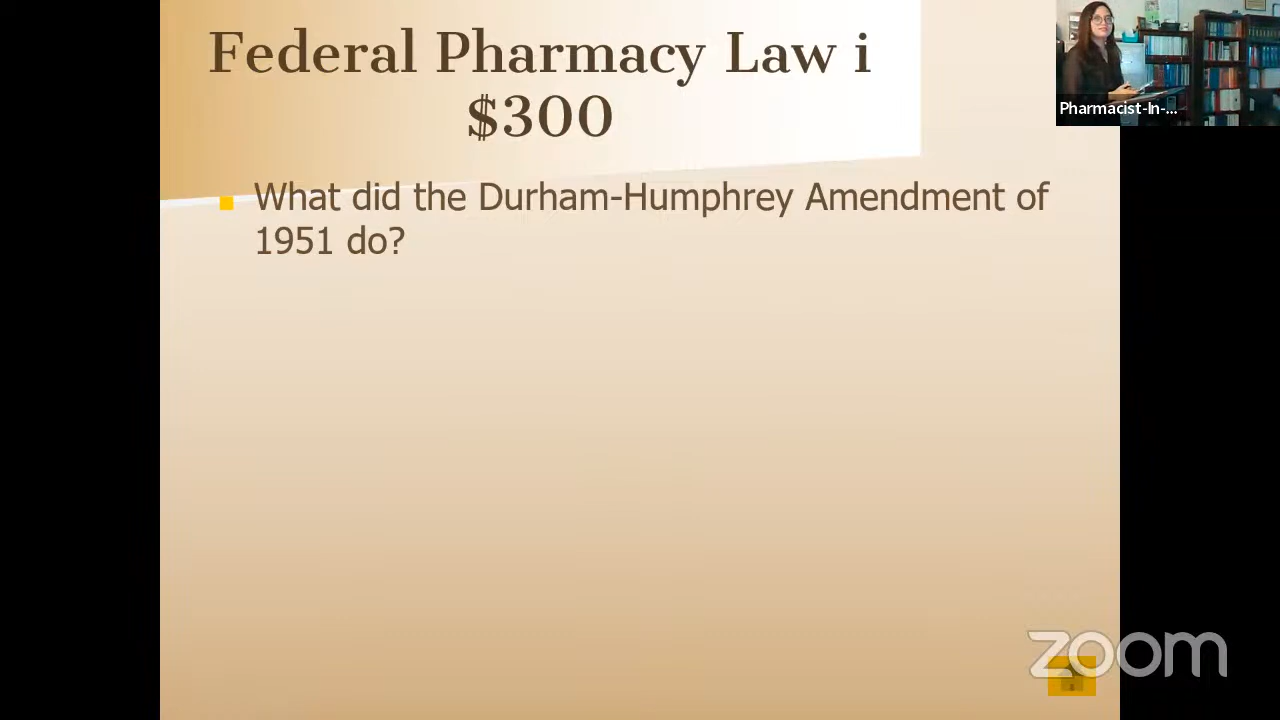 Federal Pharmacy Law i
$300
Pharmacist-In-...
What did the Durham-Humphrey Amendment of
1951 do?
zoom